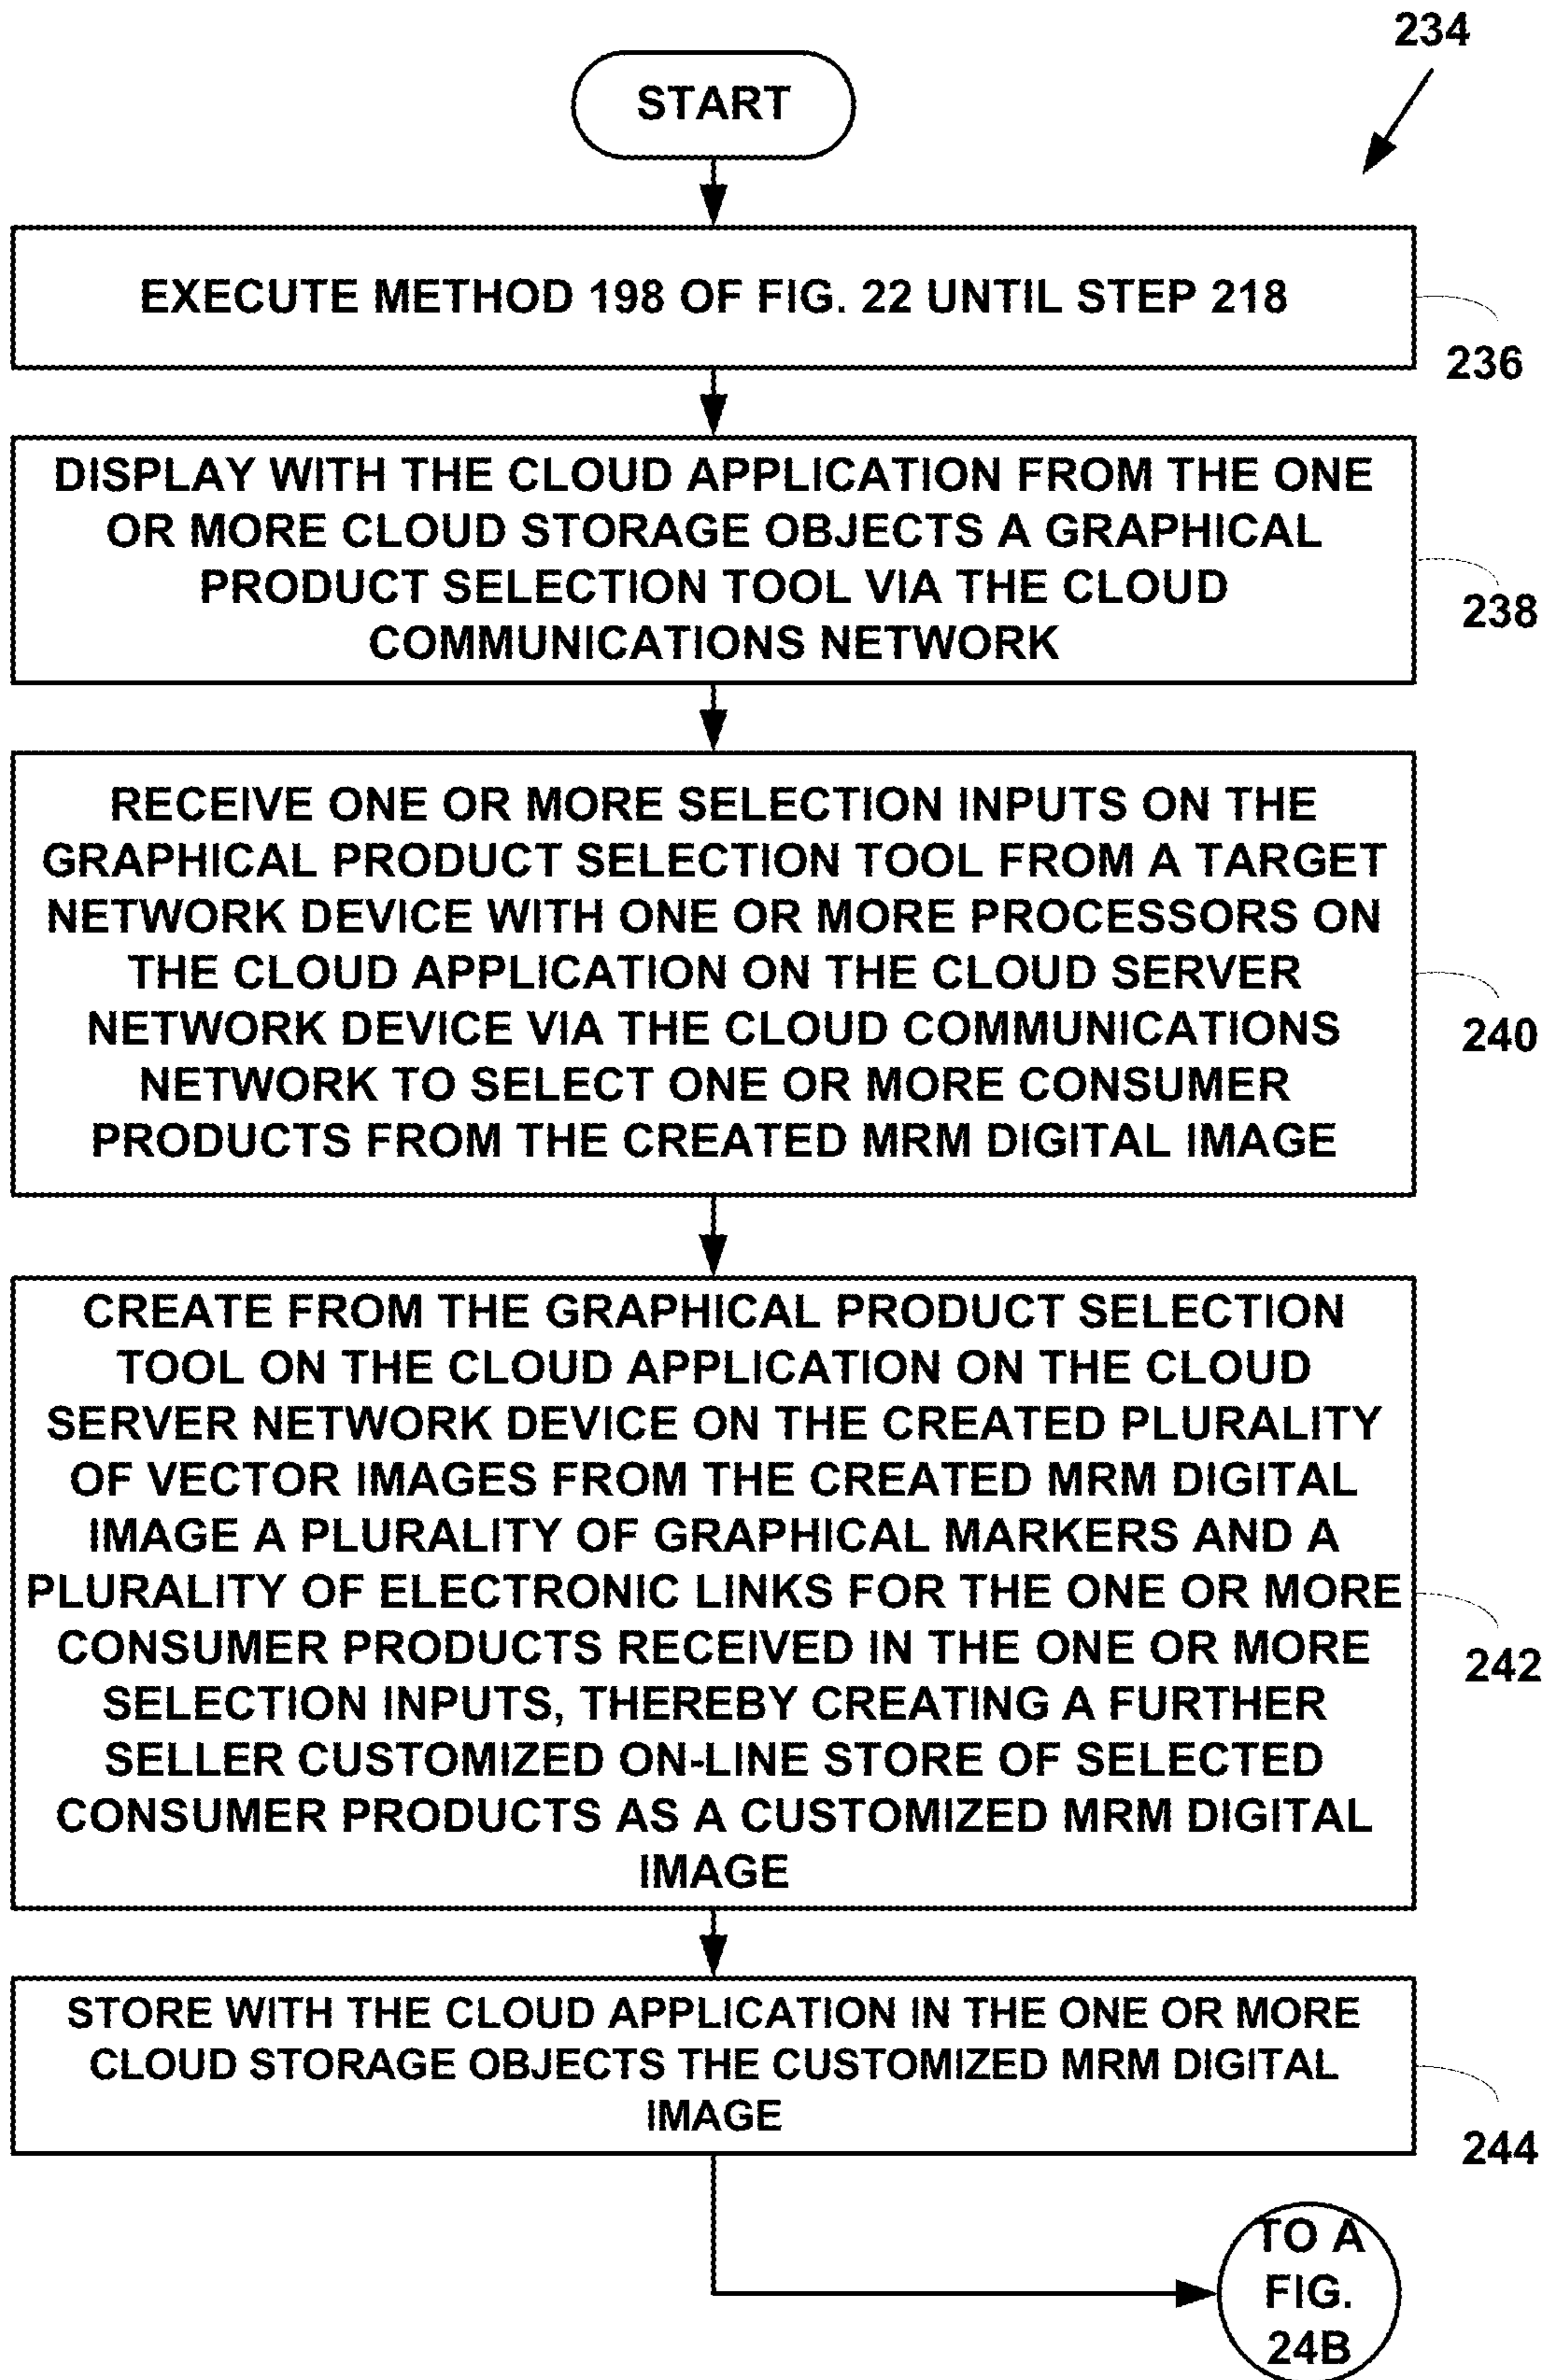 234
START
EXECUTE METHOD 198 OF FIG. 22 UNTIL STEP 218
236
DISPLAY WITH THE CLOUD APPLICATION FROM THE ONE
OR MORE CLOUD STORAGE OBJECTS A GRAPHICAL
PRODUCT SELECTION TOOL VIA THE CLOUD
COMMUNICATIONS NETWORK
238
RECEIVE ONE OR MORE SELECTION INPUTS ON THE
GRAPHICAL PRODUCT SELECTION TOOL FROM A TARGET
NETWORK DEVICE WITH ONE OR MORE PROCESSORS ON
THE CLOUD APPLICATION ON THE CLOUD SERVER
NETWORK DEVICE VIA THE CLOUD COMMUNICATIONS
NETWORK TO SELECT ONE OR MORE CONSUMER
PRODUCTS FROM THE CREATED MRM DIGITAL IMAGE
240
CREATE FROM THE GRAPHICAL PRODUCT SELECTION
TOOL ON THE CLOUD APPLICATION ON THE CLOUD
SERVER NETWORK DEVICE ON THE CREATED PLURALITY
OF VECTOR IMAGES FROM THE CREATED MRM DIGITAL
IMAGE A PLURALITY OF GRAPHICAL MARKERS AND A
PLURALITY OF ELECTRONIC LINKS FOR THE ONE OR MORE
CONSUMER PRODUCTS RECEIVED IN THE ONE OR MORE
SELECTION INPUTS, THEREBY CREATING A FURTHER
SELLER CUSTOMIZED ON-LINE STORE OF SELECTED
CONSUMER PRODUCTS AS A CUSTOMIZED MRM DIGITAL
IMAGE
242
STORE WITH THE CLOUD APPLICATION IN THE ONE OR MORE
CLOUD STORAGE OBJECTS THE CUSTOMIZED MRM DIGITAL
IMAGE
244
TO A
FIG.
24B